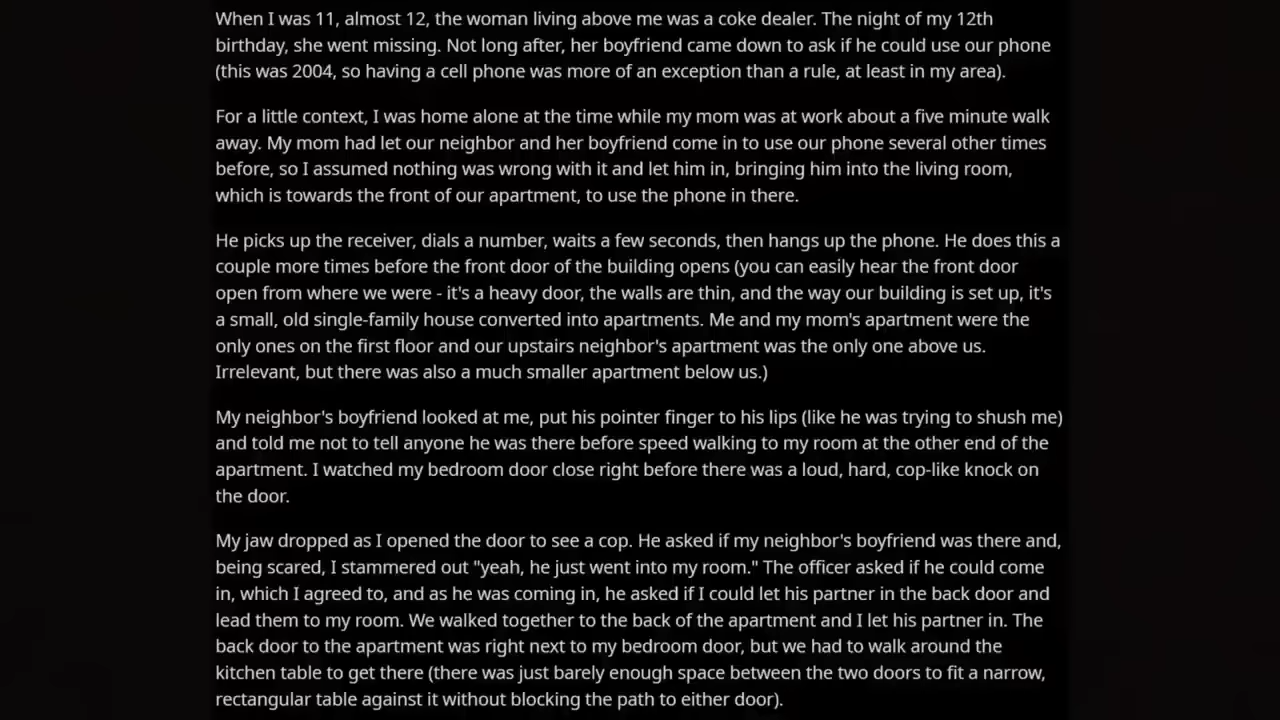 When I was 11, almost 12, the woman living above me was a coke dealer. The night of my 12th
birthday, she went missing. Not long after, her boyfriend came down to ask if he could use our phone
(this was 2004, so having a cell phone was more of an exception than a rule, at least in my area).
For a little context, I was home alone at the time while my mom was at work about a five minute walk
away. My mom had let our neighbor and her boyfriend come in to use our phone several other times
before, so I assumed nothing was wrong with it and let him in, bringing him into the living room,
which is towards the front of our apartment, to use the phone in there.
He picks up the receiver, dials a number, waits a few seconds, then hangs up the phone. He does this a
couple more times before the front door of the building opens (you can easily hear the front door
open from where we were - it's a heavy door, the walls are thin, and the way our building is set up, it's
a small, old single-family house converted into apartments. Me and my mom's apartment were the
only ones on the first floor and our upstairs neighbor's apartment was the only one above us.
Irrelevant, but there was also a much smaller apartment below us.)
My neighbor's boyfriend looked at me, put his pointer finger to his lips (like he was trying to shush me)
and told me not to tell anyone he was there before speed walking to my room at the other end of the
apartment. I watched my bedroom door close right before there was a loud, hard, cop-like knock on
the door.
My jaw dropped as I opened the door to see a cop. He asked if my neighbor's boyfriend was there and,
being scared, I stammered out "yeah, he just went into my room." The officer asked if he could come
in, which I agreed to, and as he was coming in, he asked if I could let his partner in the back door and
lead them to my room. We walked together to the back of the apartment and I let his partner in. The
back door to the apartment was right next to my bedroom door, but we had to walk around the
kitchen table to get there (there was just barely enough space between the two doors to fit a narrow,
rectangular table against it without blocking the path to either door).